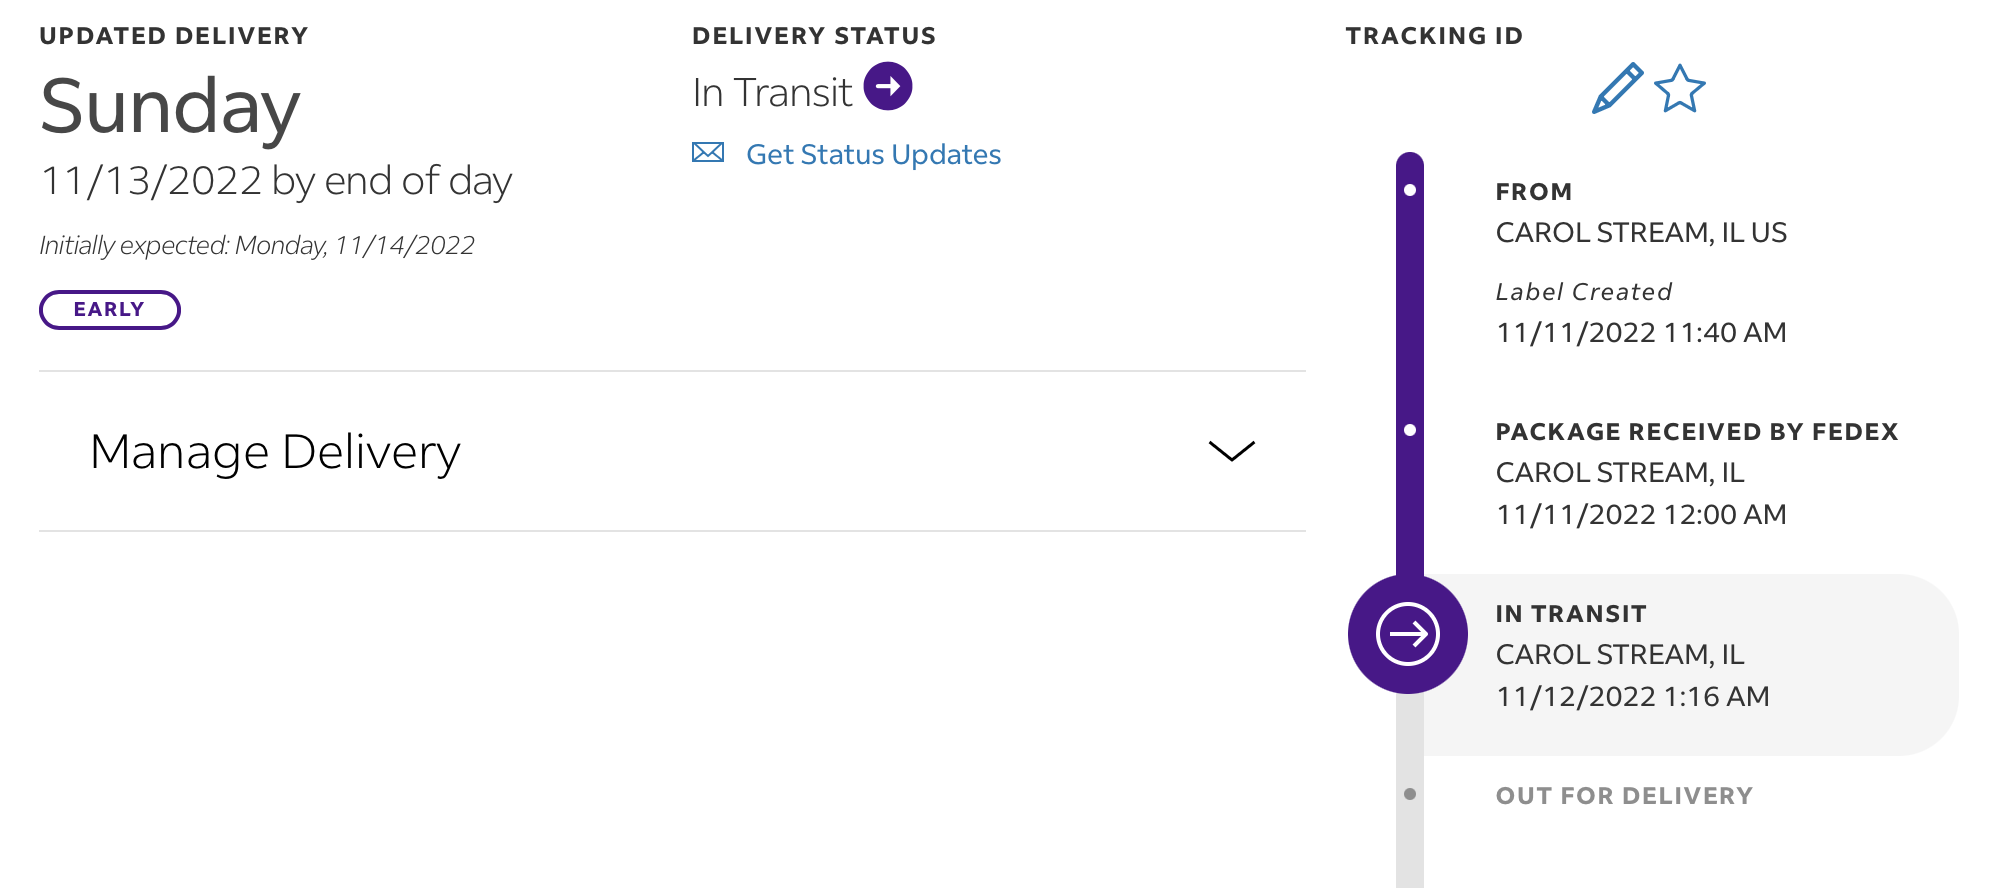 UPDATED DELIVERY
Sunday
11/13/2022 by end of day
Initially expected: Monday, 11/14/2022
EARLY
DELIVERY STATUS
In Transit
Get Status Updates
Manage Delivery
TRACKING ID
FROM
CAROL STREAM, IL US
Label Created
11/11/2022 11:40 AM
PACKAGE RECEIVED BY FEDEX
CAROL STREAM, IL
11/11/2022 12:00 AM
IN TRANSIT
CAROL STREAM, IL
11/12/2022 1:16 AM
OUT FOR DELIVERY